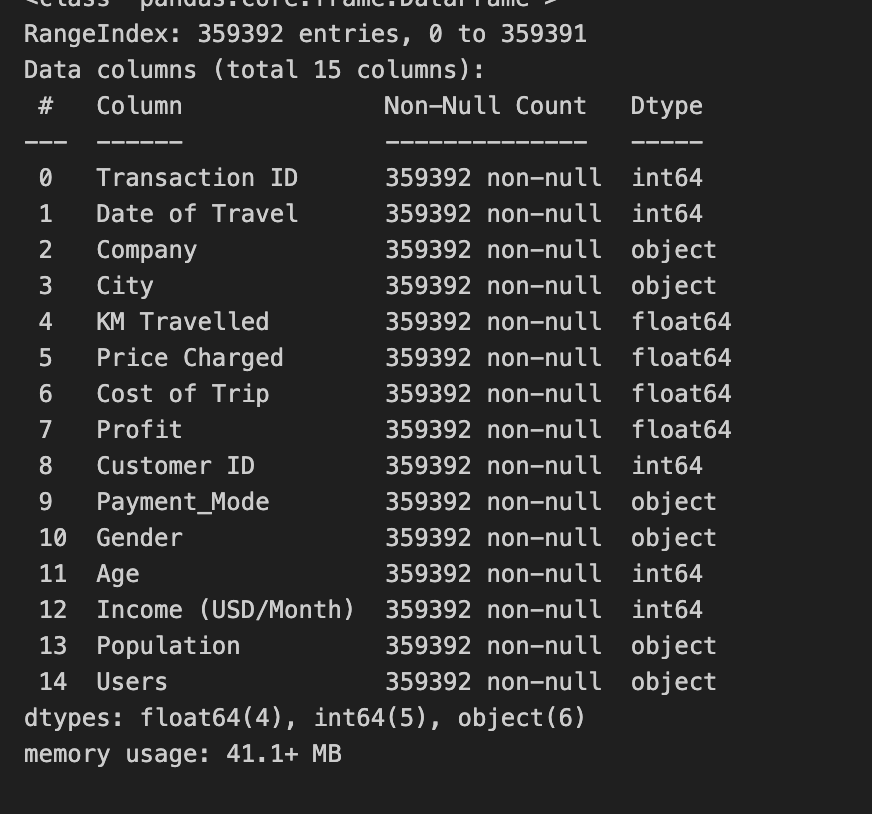 <class 'pandas.core.frame.DataFrame'>
RangeIndex: 359392 entries, 0 to 359391
Data columns (total 15 columns):
 #   Column              Non-Null Count   Dtype
---  ------              --------------   -----
 0   Transaction ID      359392 non-null  int64
 1   Date of Travel      359392 non-null  int64
 2   Company             359392 non-null  object
 3   City                359392 non-null  object
 4   KM Travelled        359392 non-null  float64
 5   Price Charged       359392 non-null  float64
 6   Cost of Trip        359392 non-null  float64
 7   Profit              359392 non-null  float64
 8   Customer ID         359392 non-null  int64
 9   Payment_Mode        359392 non-null  object
 10  Gender              359392 non-null  object
 11  Age                 359392 non-null  int64
 12  Income (USD/Month)  359392 non-null  int64
 13  Population          359392 non-null  object
 14  Users               359392 non-null  object
dtypes: float64(4), int64(5), object(6)
memory usage: 41.1+ MB